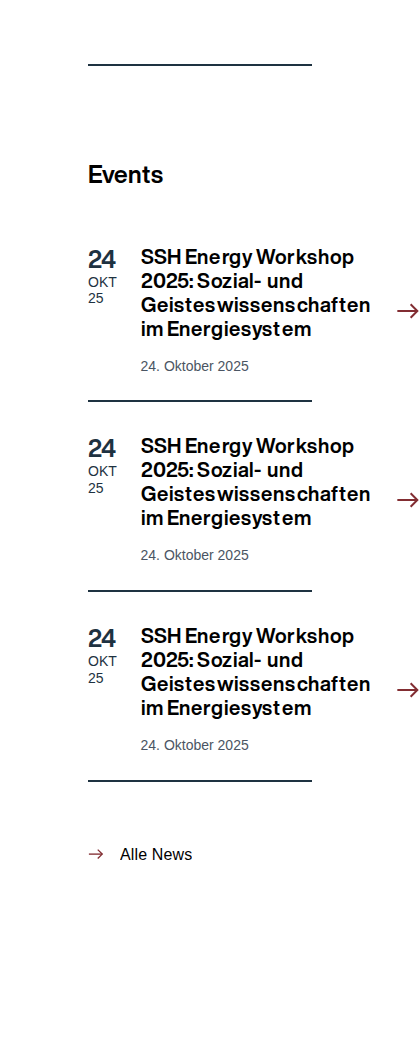 Events
24
OKT
25
SSH Energy Workshop
2025: Sozial- und
Geisteswissenschaften
im Energiesystem
24. Oktober 2025
24
OKT
25
SSH Energy Workshop
2025: Sozial- und
Geisteswissenschaften
im Energiesystem
24. Oktober 2025
24
OKT
25
SSH Energy Workshop
2025: Sozial- und
Geisteswissenschaften
im Energiesystem
24. Oktober 2025
Alle News